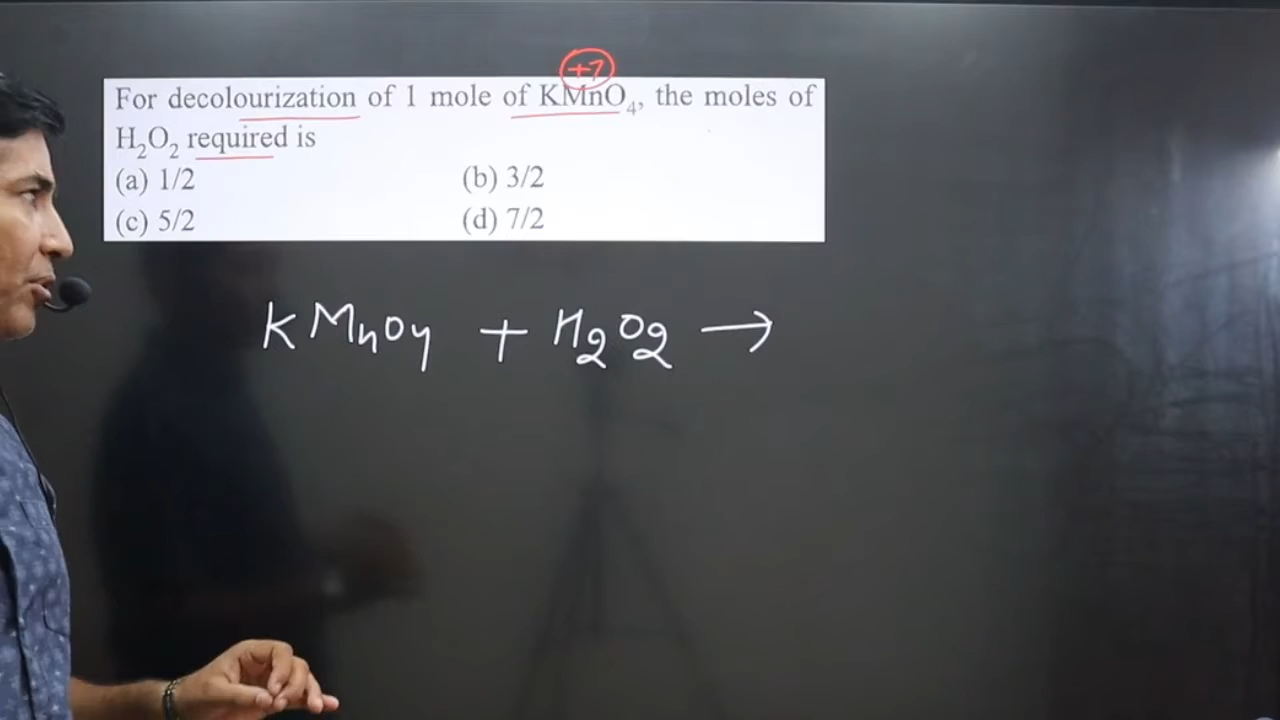 +7
For decolourization of 1 mole of KMnO₄, the moles of
H₂O₂ required is
(a) 1/2 (b) 3/2
(c) 5/2 (d) 7/2
KMnO4 + H2O2 →